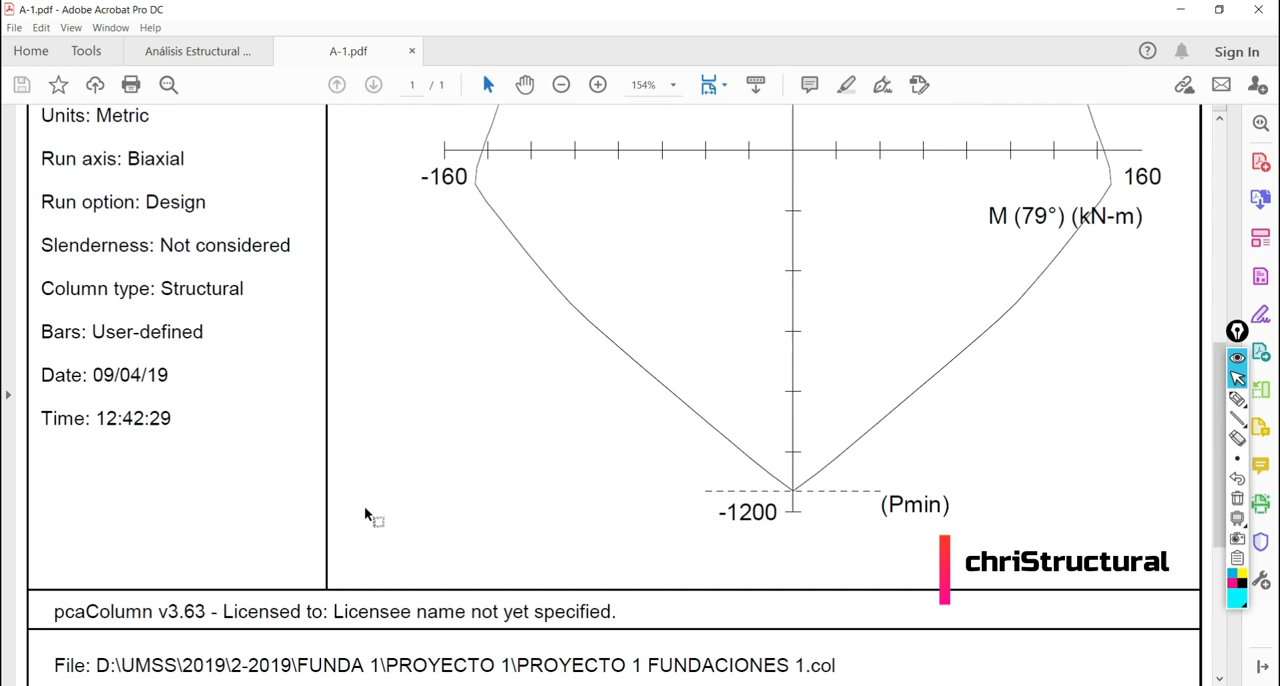 A-1.pdf - Adobe Acrobat Pro DC
File Edit View Window Help
Home Tools Análisis Estructural ... A-1.pdf × Sign In
1 / 1 154%
Units: Metric
Run axis: Biaxial
Run option: Design
Slenderness: Not considered
Column type: Structural
Bars: User-defined
Date: 09/04/19
Time: 12:42:29
-160
160
M (79°) (kN-m)
-1200
(Pmin)
chriStructural
pcaColumn v3.63 - Licensed to: Licensee name not yet specified.
File: D:\UMSS\2019\2-2019\FUNDA 1\PROYECTO 1\PROYECTO 1 FUNDACIONES 1.col